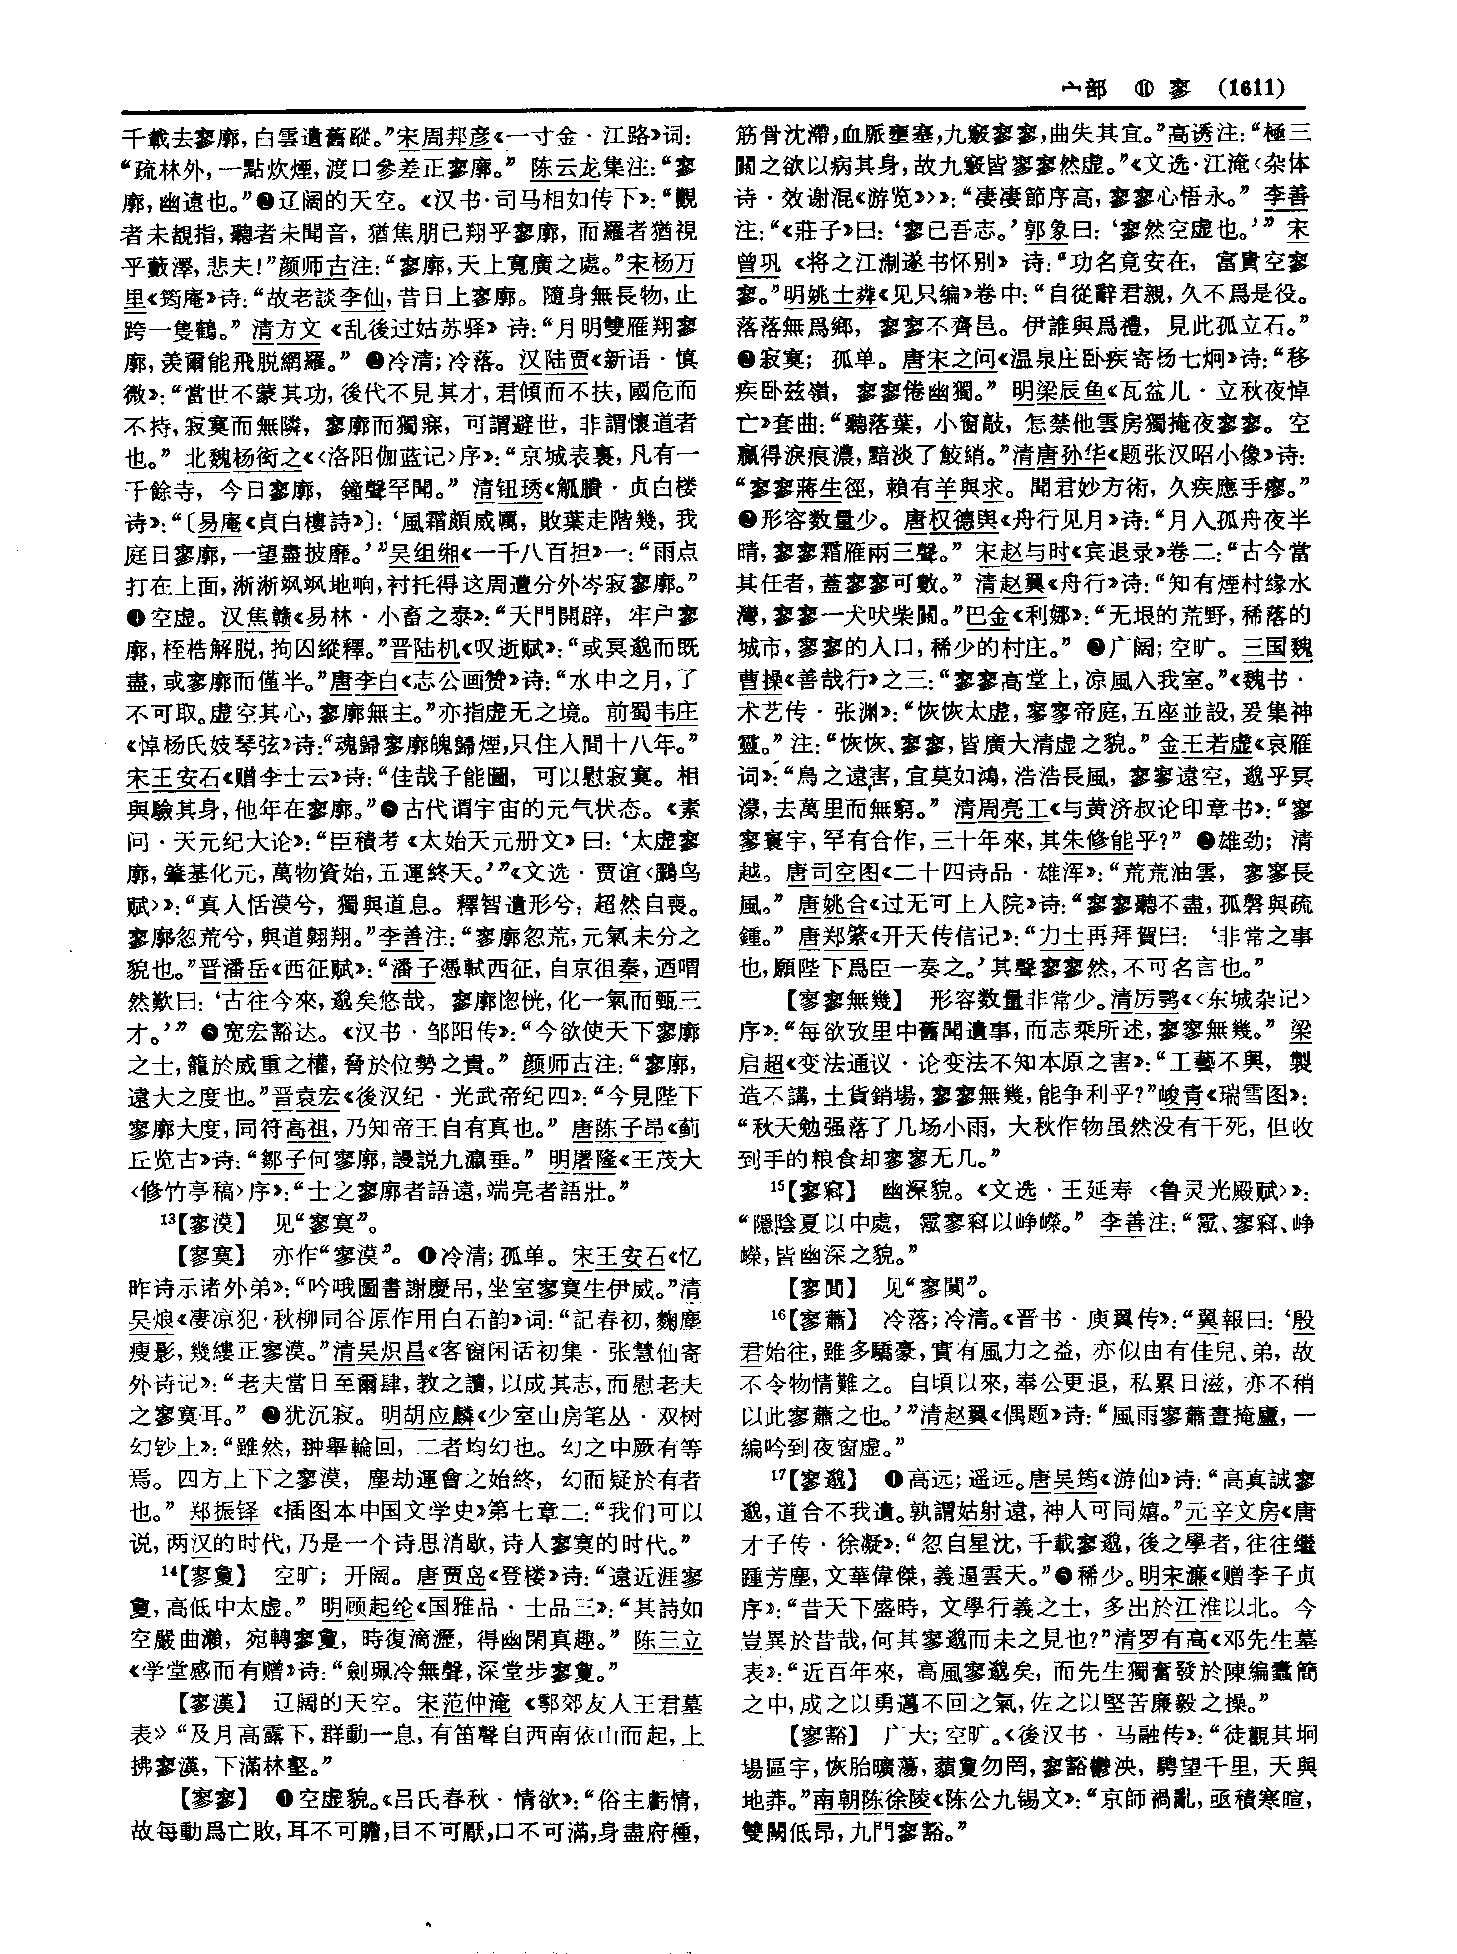 宀部 ⑪ 寥 (1611)
千載去寥廓，白雲遺舊蹤。”宋周邦彦《一寸金·江路》词：
“疏林外，一點炊煙，渡口參差正寥廓。” 陈云龙集注：“寥
廓，幽遠也。”❷辽阔的天空。《汉书·司马相如传下》：“觀
者未覩指，聽者未聞音，猶焦朋已翔乎寥廓，而羅者猶視
乎藪澤，悲夫！”颜师古注：“寥廓，天上寬廣之處。”宋杨万
里《筠庵》诗：“故老談李仙，昔日上寥廓。隨身無長物，止
跨一隻鶴。” 清方文《乱後过姑苏驿》诗：“月明雙雁翔寥
廓，羡爾能飛脱網羅。” ❸冷清；冷落。汉陆贾《新语·慎
微》：“當世不蒙其功，後代不見其才，君傾而不扶，國危而
不持，寂寞而無隣，寥廓而獨寐，可謂避世，非謂懷道者
也。” 北魏杨衒之《〈洛阳伽蓝记〉序》：“京城表裏，凡有一
千餘寺，今日寥廓，鐘聲罕聞。” 清钮琇《觚賸·贞白楼
诗》：“〔易庵《貞白樓詩》〕：‘風霜頗威厲，敗葉走階幾，我
庭日寥廓，一望盡披靡。’”吴组缃《一千八百担》一：“雨点
打在上面，淅淅飒飒地响，衬托得这周遭分外岑寂寥廓。”
❹空虚。汉焦赣《易林·小畜之泰》：“天門開辟，牢户寥
廓，桎梏解脱，拘囚縱釋。”晋陆机《叹逝赋》：“或冥邈而既
盡，或寥廓而僅半。”唐李白《志公画赞》诗：“水中之月，了
不可取。虚空其心，寥廓無主。”亦指虚无之境。前蜀韦庄
《悼杨氏妓琴弦》诗：“魂歸寥廓魄歸煙，只住人間十八年。”
宋王安石《赠李士云》诗：“佳哉子能圖，可以慰寂寞。相
與驗其身，他年在寥廓。”❺古代谓宇宙的元气状态。《素
问·天元纪大论》：“臣積考《太始天元册文》曰：‘太虚寥
廓，肇基化元，萬物資始，五運終天。’”《文选·贾谊〈鵩鸟
赋〉》：“真人恬漠兮，獨與道息。釋智遺形兮，超然自喪。
寥廓忽荒兮，與道翱翔。”李善注：“寥廓忽荒，元氣未分之
貌也。”晋潘岳《西征赋》：“潘子憑軾西征，自京徂秦，迺喟
然歎曰：‘古往今來，邈矣悠哉，寥廓惚恍，化一氣而甄三
才。’” ❻宽宏豁达。《汉书·邹阳传》：“今欲使天下寥廓
之士，籠於威重之權，脅於位勢之貴。” 颜师古注：“寥廓，
遠大之度也。”晋袁宏《後汉纪·光武帝纪四》：“今見陛下
寥廓大度，同符高祖，乃知帝王自有真也。” 唐陈子昂《蓟
丘览古》诗：“鄒子何寥廓，謾説九瀛垂。” 明屠隆《王茂大
〈修竹亭稿〉序》：“士之寥廓者語遠，端亮者語壯。”
¹³【寥漠】 见“寥寞”。
【寥寞】 亦作“寥漠”。❶冷清；孤单。宋王安石《忆
昨诗示诸外弟》：“吟哦圖書謝慶吊，坐室寥寞生伊威。”清
吴烺《凄凉犯·秋柳同谷原作用白石韵》词：“記春初，麴塵
瘦影，幾縷正寥漠。”清吴炽昌《客窗闲话初集·张慧仙寄
外诗记》：“老夫當日至爾肆，教之讀，以成其志，而慰老夫
之寥寞耳。” ❷犹沉寂。明胡应麟《少室山房笔丛·双树
幻钞上》：“雖然，翀舉輪回，二者均幻也。幻之中厥有等
焉。四方上下之寥漠，塵劫運會之始終，幻而疑於有者
也。” 郑振铎《插图本中国文学史》第七章二：“我们可以
说，两汉的时代，乃是一个诗思消歇，诗人寥寞的时代。”
¹⁴【寥敻】 空旷；开阔。唐贾岛《登楼》诗：“遠近涯寥
敻，高低中太虚。” 明顾起纶《国雅品·士品三》：“其詩如
空巖曲瀨，宛轉寥敻，時復滴瀝，得幽閑真趣。” 陈三立
《学堂感而有赠》诗：“劍珮冷無聲，深堂步寥敻。”
【寥漢】 辽阔的天空。宋范仲淹《鄠郊友人王君墓
表》“及月高露下，群動一息，有笛聲自西南依山而起，上
拂寥漢，下滿林壑。”
【寥寥】 ❶空虚貌。《吕氏春秋·情欲》：“俗主虧情，
故每動爲亡敗，耳不可贍，目不可厭，口不可滿，身盡府種，
筋骨沈滯，血脈壅塞，九竅寥寥，曲失其宜。”高诱注：“極三
關之欲以病其身，故九竅皆寥寥然虚。”《文选·江淹〈杂体
诗·效谢混《游览》〉》：“凄凄節序高，寥寥心悟永。” 李善
注：“《莊子》曰：‘寥已吾志。’郭象曰：‘寥然空虚也。’” 宋
曾巩《将之江淛遂书怀别》诗：“功名竟安在，富貴空寥
寥。”明姚士粦《见只编》卷中：“自從辭君親，久不爲是役。
落落無爲鄉，寥寥不齊邑。伊誰與爲禮，見此孤立石。”
❷寂寞；孤单。唐宋之问《温泉庄卧疾寄杨七炯》诗：“移
疾卧兹嶺，寥寥倦幽獨。” 明梁辰鱼《瓦盆儿·立秋夜悼
亡》套曲：“聽落葉，小窗敲，怎禁他雲房獨掩夜寥寥。空
贏得淚痕濃，黯淡了鮫綃。”清唐孙华《题张汉昭小像》诗：
“寥寥蔣生徑，賴有羊與求。聞君妙方術，久疾應手瘳。”
❸形容数量少。唐权德舆《舟行见月》诗：“月入孤舟夜半
晴，寥寥霜雁兩三聲。” 宋赵与时《宾退录》卷二：“古今當
其任者，蓋寥寥可數。” 清赵翼《舟行》诗：“知有煙村缘水
灣，寥寥一犬吠柴關。”巴金《利娜》：“无垠的荒野，稀落的
城市，寥寥的人口，稀少的村庄。” ❹广阔；空旷。三国魏
曹操《善哉行》之三：“寥寥高堂上，凉風入我室。”《魏书·
术艺传·张渊》：“恢恢太虚，寥寥帝庭，五座並設，爰集神
靈。”注：“恢恢、寥寥，皆廣大清虚之貌。” 金王若虚《哀雁
词》：“鳥之遠害，宜莫如鴻，浩浩長風，寥寥遠空，邈乎冥
濛，去萬里而無窮。” 清周亮工《与黄济叔论印章书》：“寥
寥寰宇，罕有合作，三十年來，其朱修能乎？” ❺雄劲；清
越。唐司空图《二十四诗品·雄浑》：“荒荒油雲，寥寥長
風。” 唐姚合《过无可上人院》诗：“寥寥聽不盡，孤磬與疏
鍾。” 唐郑綮《开天传信记》：“力士再拜賀曰：‘非常之事
也，願陛下爲臣一奏之。’其聲寥寥然，不可名言也。”
【寥寥無幾】 形容数量非常少。清厉鹗《〈东城杂记〉
序》：“每欲攷里中舊聞遺事，而志乘所述，寥寥無幾。” 梁
启超《变法通议·论变法不知本原之害》：“工藝不興，製
造不講，土貨銷場，寥寥無幾，能争利乎？”峻青《瑞雪图》：
“秋天勉强落了几场小雨，大秋作物虽然没有干死，但收
到手的粮食却寥寥无几。”
¹⁵【寥窲】 幽深貌。《文选·王延寿〈鲁灵光殿赋〉》：
“隱陰夏以中處，霐寥窲以峥嶸。” 李善注：“霐、寥窲、峥
嶸，皆幽深之貌。”
【寥閴】 见“寥闃”。
¹⁶【寥蕭】 冷落；冷清。《晋书·庾翼传》：“翼報曰：‘殷
君始往，雖多驕豪，實有風力之益，亦似由有佳兒、弟，故
不令物情難之。自頃以來，奉公更退，私累日滋，亦不稍
以此寥蕭之也。’”清赵翼《偶题》诗：“風雨寥蕭晝掩廬，一
編吟到夜窗虚。”
¹⁷【寥邈】 ❶高远；遥远。唐吴筠《游仙》诗：“高真誠寥
邈，道合不我遺。孰謂姑射遠，神人可同嬉。”元辛文房《唐
才子传·徐凝》：“忽自星沈，千載寥邈，後之學者，往往繼
踵芳塵，文華偉傑，義逼雲天。”❷稀少。明宋濂《赠李子贞
序》：“昔天下盛時，文學行義之士，多出於江淮以北。今
豈異於昔哉，何其寥邈而未之見也？”清罗有高《邓先生墓
表》：“近百年來，高風寥邈矣，而先生獨奮發於陳編蠹簡
之中，成之以勇邁不回之氣，佐之以堅苦廉毅之操。”
【寥豁】 广大；空旷。《後汉书·马融传》：“徒觀其坰
場區宇，恢胎曠蕩，藐敻勿罔，寥豁鬱泱，騁望千里，天與
地莽。”南朝陈徐陵《陈公九锡文》：“京師禍亂，亟積寒暄，
雙闕低昂，九門寥豁。”